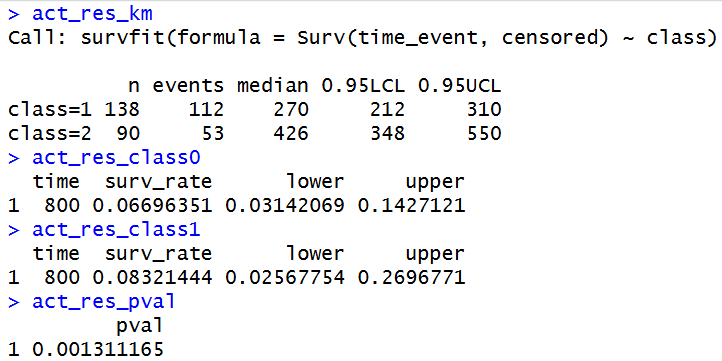 > act_res_km
Call: survfit(formula = Surv(time_event, censored) ~ class)

          n events median 0.95LCL 0.95UCL
class=1 138    112    270     212     310
class=2  90     53    426     348     550
> act_res_class0
  time  surv_rate      lower     upper
1  800 0.06696351 0.03142069 0.1427121
> act_res_class1
  time  surv_rate      lower     upper
1  800 0.08321444 0.02567754 0.2696771
> act_res_pval
         pval
1 0.001311165